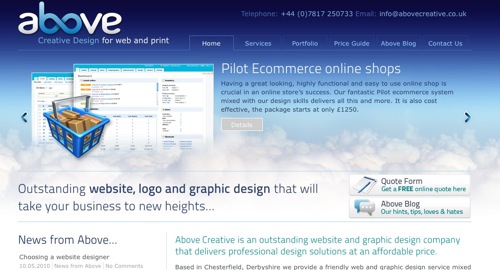 above
Creative Design for web and print
Telephone: +44 (0)7817 250733 Email: info@abovecreative.co.uk
Home Services Portfolio Price Guide Above Blog Contact Us
Pilot Ecommerce online shops
Having a great looking, highly functional and easy to use online shop is
crucial in an online store's success. Our fantastic Pilot ecommerce system
mixed with our design skills delivers all this and more. It is also cost
effective, the package starts at only £1250.
Details
Outstanding website, logo and graphic design that will
take your business to new heights...
Quote Form
Get a FREE online quote here
Above Blog
Our hints, tips, loves & hates
News from Above...
Choosing a website designer
10.05.2010 | News from Above | No Comments
Above Creative is an outstanding website and graphic design company
that delivers professional design solutions at an affordable price.
Based in Chesterfield, Derbyshire we provide a friendly web and graphic design service mixed